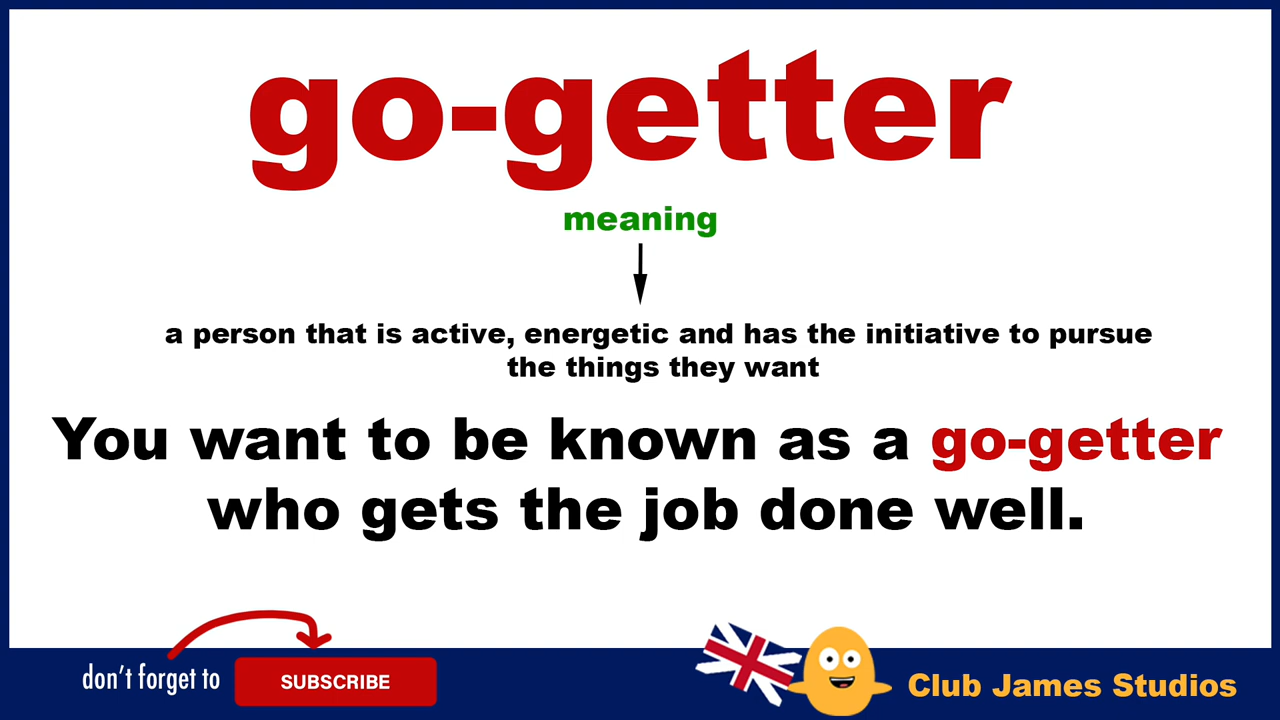 go-getter
meaning
a person that is active, energetic and has the initiative to pursue
the things they want
You want to be known as a go-getter
who gets the job done well.
don't forget to
SUBSCRIBE
Club James Studios